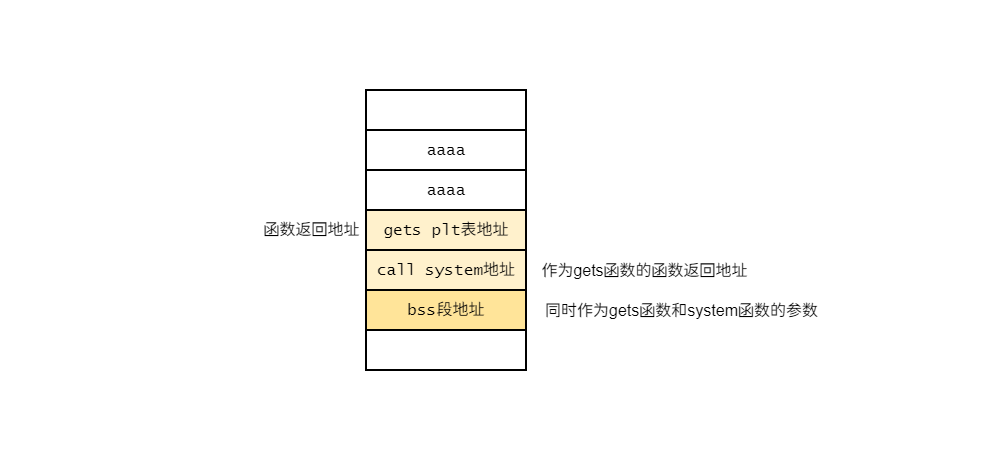 aaaa
aaaa
函数返回地址 gets plt表地址
call system地址 作为gets函数的函数返回地址
bss段地址 同时作为gets函数和system函数的参数